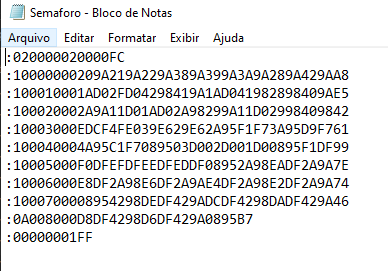 Semaforo - Bloco de Notas
Arquivo Editar Formatar Exibir Ajuda
:020000020000FC
:10000000209A219A229A389A399A3A9A289A429AA8
:100010001AD02FD04298419A1AD041982898409AE5
:100020002A9A11D01AD02A98299A11D02998409842
:10003000EDCF4FE039E629E62A95F1F73A95D9F761
:100040004A95C1F7089503D002D001D00895F1DF99
:10005000F0DFEFDFEEDFEDDF08952A98EADF2A9A7E
:10006000E8DF2A98E6DF2A9AE4DF2A98E2DF2A9A74
:1000700008954298DEDF429ADCDF4298DADF429A46
:0A008000D8DF4298D6DF429A0895B7
:00000001FF